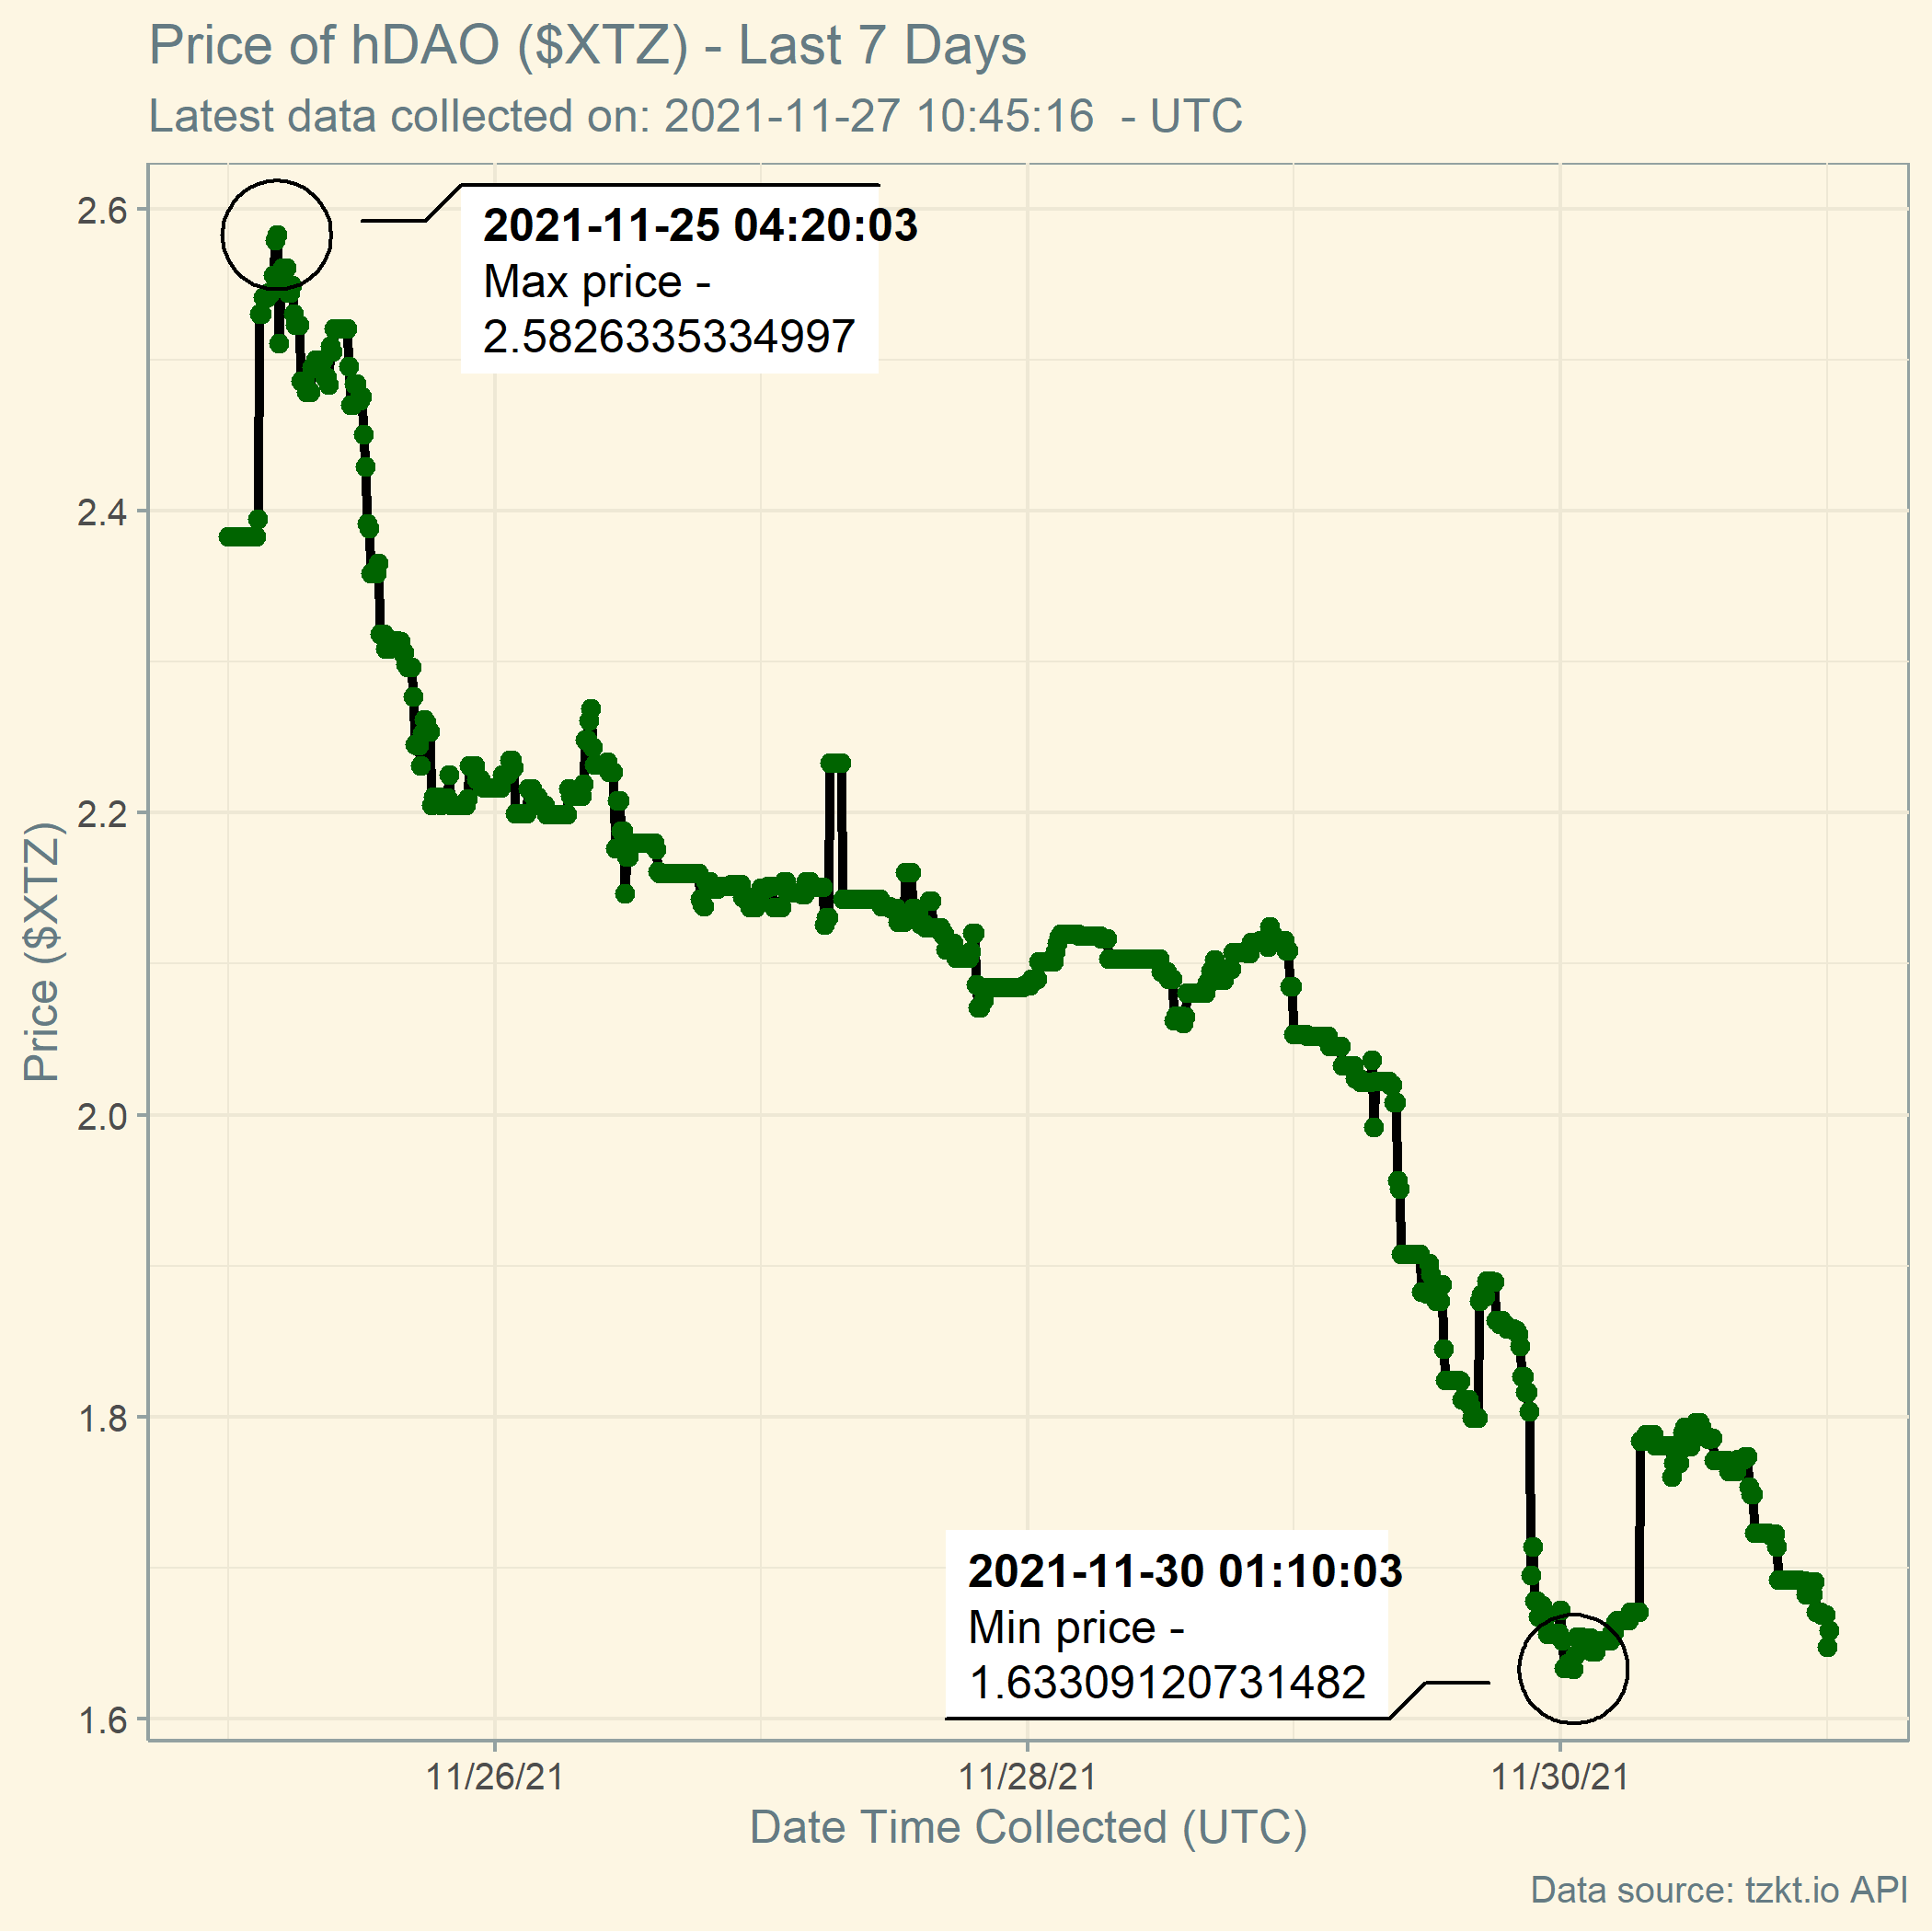 Price of hDAO ($XTZ) - Last 7 Days
Latest data collected on: 2021-11-27 10:45:16  - UTC
2021-11-25 04:20:03
Max price -
2.5826335334997
2.6
2.4
2.2
2.0
1.8
1.6
Price ($XTZ)
2021-11-30 01:10:03
Min price -
1.63309120731482
11/26/21
11/28/21
11/30/21
Date Time Collected (UTC)
Data source: tzkt.io API